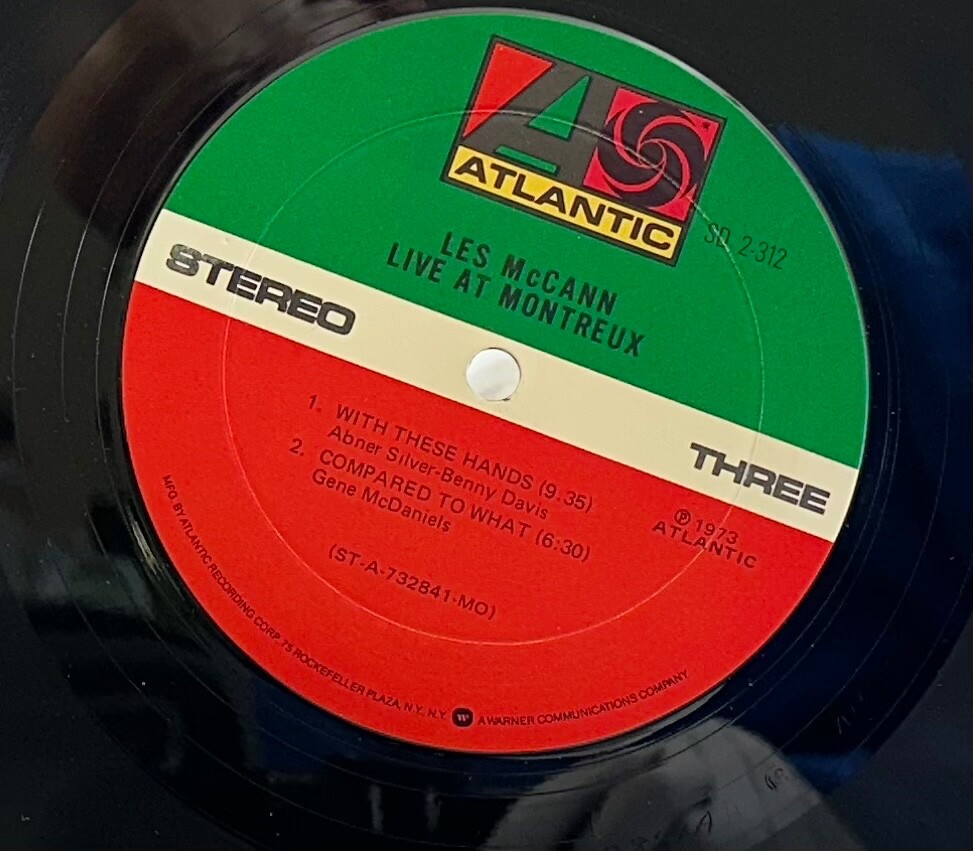 ATLANTIC
SD 2-312
LES McCANN
LIVE AT MONTREUX
STEREO
THREE
1. WITH THESE HANDS (9:35)
Abner Silver-Benny Davis
2. COMPARED TO WHAT (6:30)
Gene McDaniels
℗ 1973
ATLANTIC
(ST-A-732841-MO)
MFG. BY ATLANTIC RECORDING CORP. 75 ROCKEFELLER PLAZA, N.Y., N.Y. W A WARNER COMMUNICATIONS COMPANY